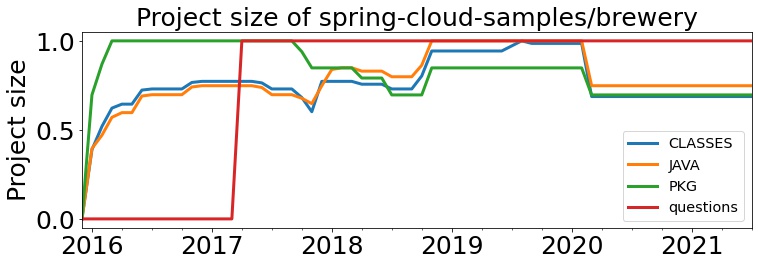 Project size of spring-cloud-samples/brewery
Project size
1.0
0.5
0.0
CLASSES
JAVA
PKG
questions
2016 2017 2018 2019 2020 2021